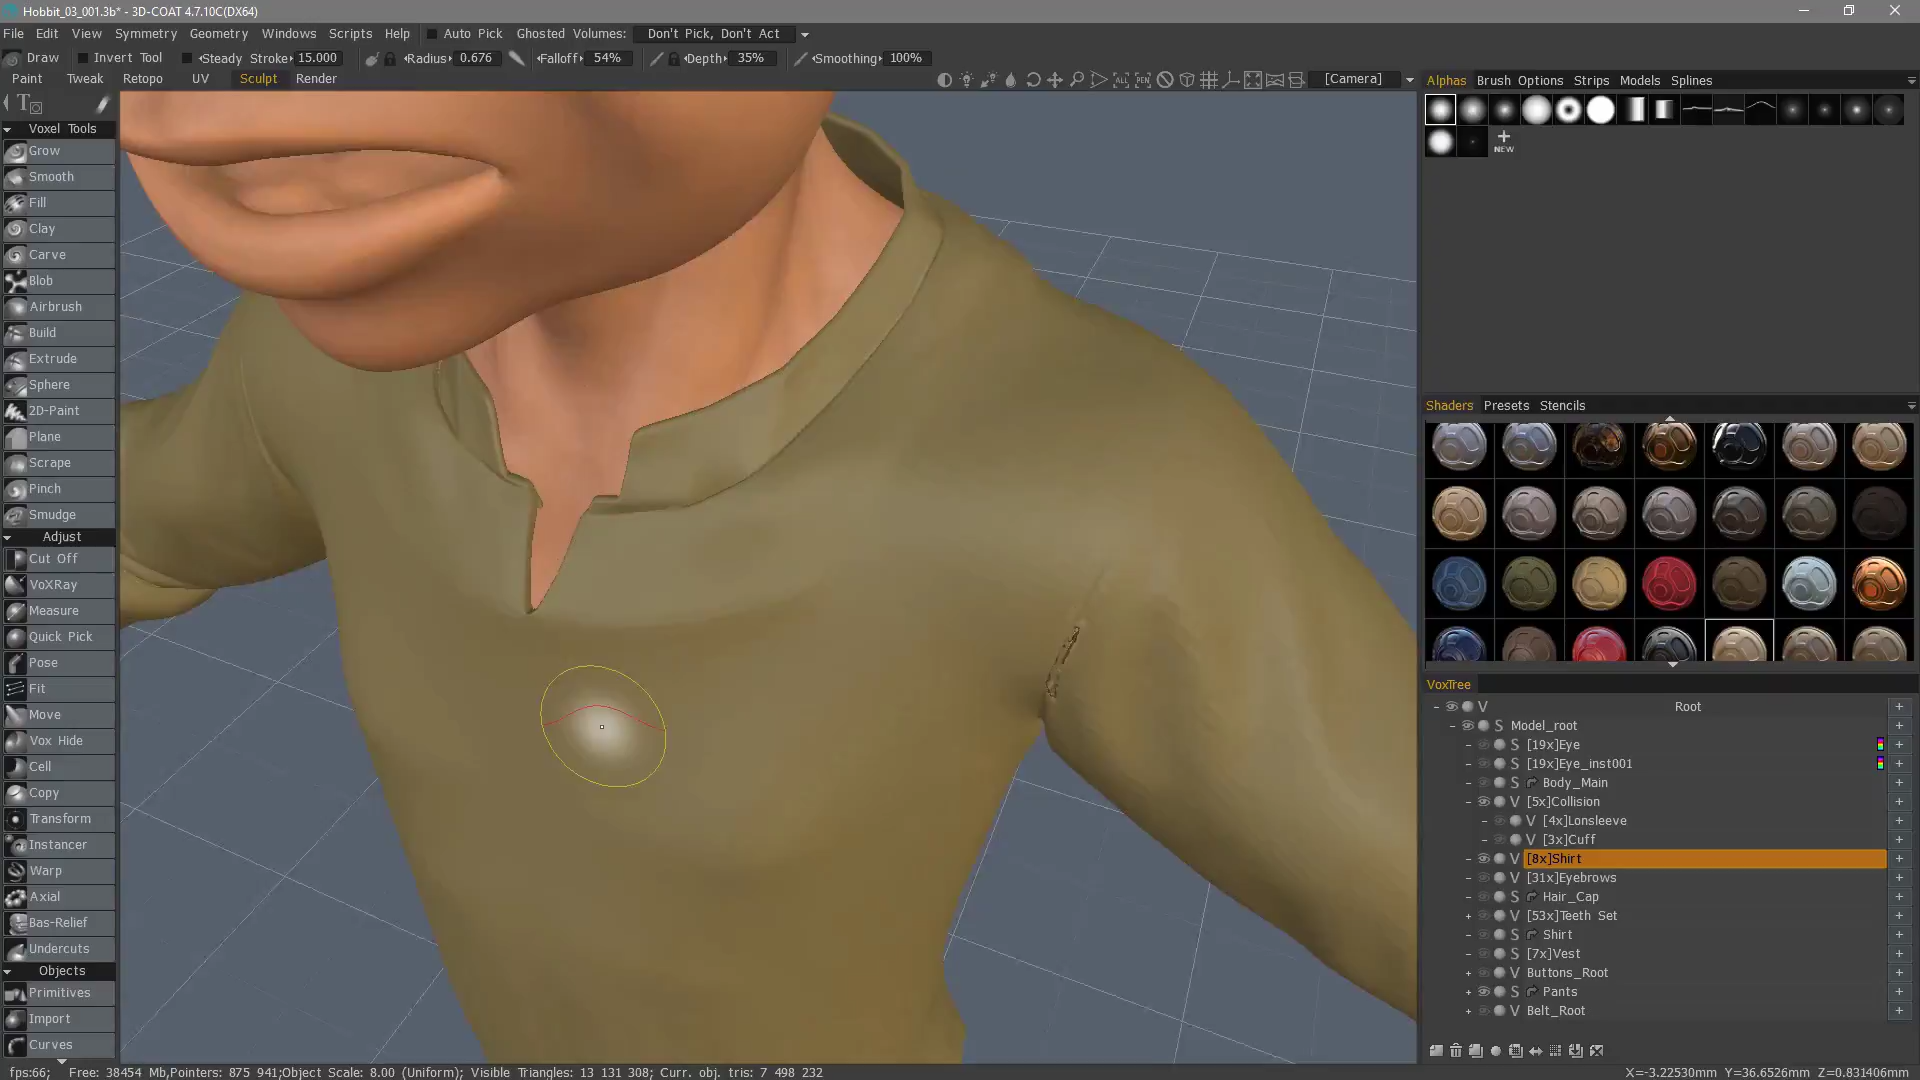 Hobbit_03_001.3b* - 3D-COAT 4.7.10C(DX64)
File Edit View Symmetry Geometry Windows Scripts Help Auto Pick Ghosted Volumes: Don't Pick, Don't Act
Draw Invert Tool Steady Stroke 15.000 Radius 0.676 Falloff 54% Depth 35% Smoothing 100%
Paint Tweak Retopo UV Sculpt Render ALL PEN [Camera]
Alphas Brush Options Strips Models Splines
NEW
Voxel Tools
Grow
Smooth
Fill
Clay
Carve
Blob
Airbrush
Build
Extrude
Sphere
2D-Paint
Plane
Scrape
Pinch
Smudge
Adjust
Cut Off
VoXRay
Measure
Quick Pick
Pose
Fit
Move
Vox Hide
Cell
Copy
Transform
Instancer
Warp
Axial
Bas-Relief
Undercuts
Objects
Primitives
Import
Curves
Shaders Presets Stencils
VoxTree
V Root
S Model_root
S [19x]Eye
S [19x]Eye_inst001
S Body_Main
V [5x]Collision
V [4x]Lonsleeve
V [3x]Cuff
V [8x]Shirt
V [31x]Eyebrows
S Hair_Cap
V [53x]Teeth Set
S Shirt
S [7x]Vest
V Buttons_Root
S Pants
V Belt_Root
fps:66; Free: 38454 Mb,Pointers: 875 941;Object Scale: 8.00 (Uniform); Visible Triangles: 13 131 308; Curr. obj. tris: 7 498 232
X=-3.22530mm Y=36.6526mm Z=0.831406mm